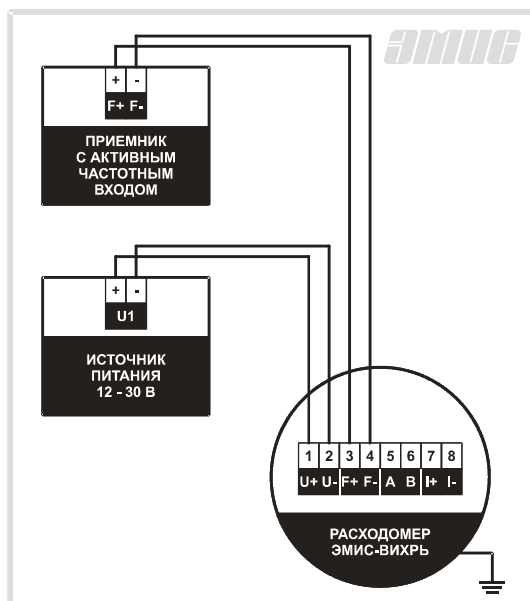 ЭМИС
+ -
F+ F-
ПРИЕМНИК
С АКТИВНЫМ
ЧАСТОТНЫМ
ВХОДОМ
+ -
U1
ИСТОЧНИК
ПИТАНИЯ
12 - 30 В
1 2 3 4 5 6 7 8
U+ U- F+ F- A B I+ I-
РАСХОДОМЕР
ЭМИС-ВИХРЬ